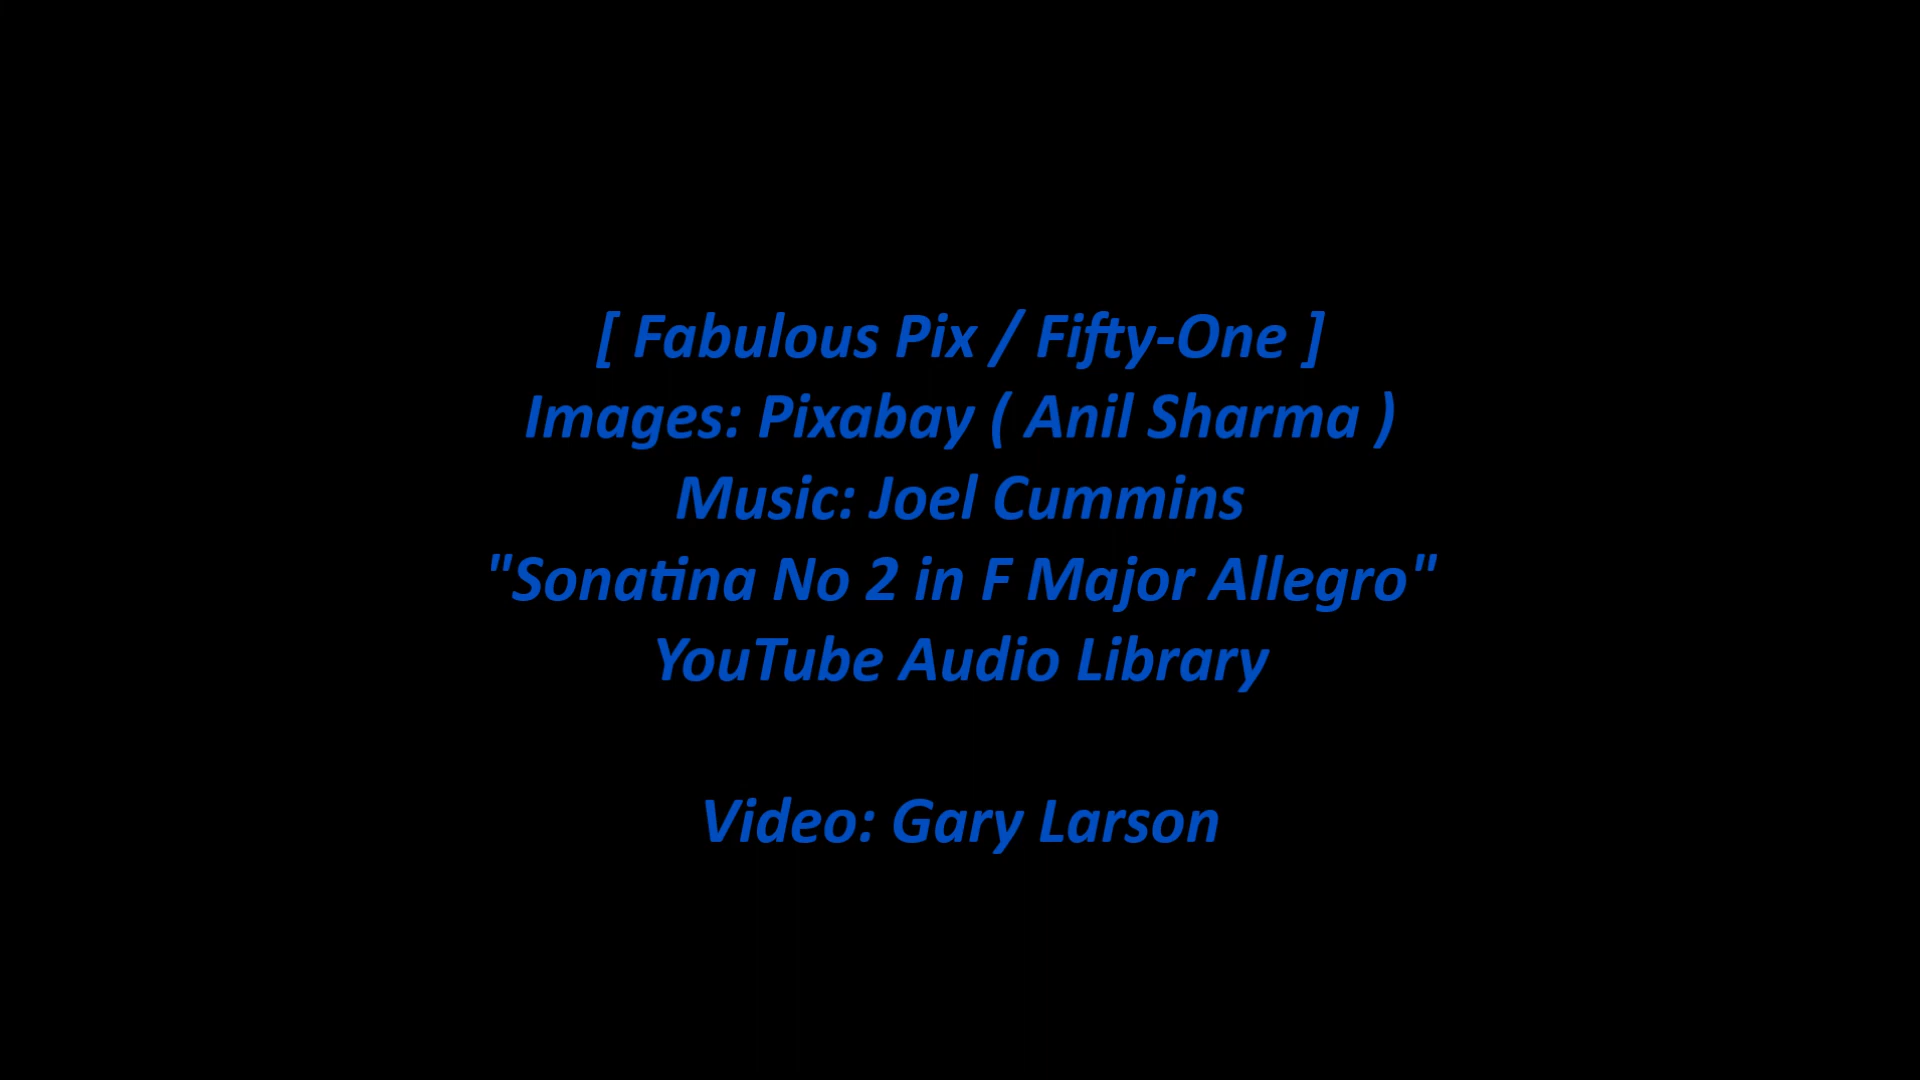 [ Fabulous Pix / Fifty-One ]
Images: Pixabay ( Anil Sharma )
Music: Joel Cummins
"Sonatina No 2 in F Major Allegro"
YouTube Audio Library
Video: Gary Larson